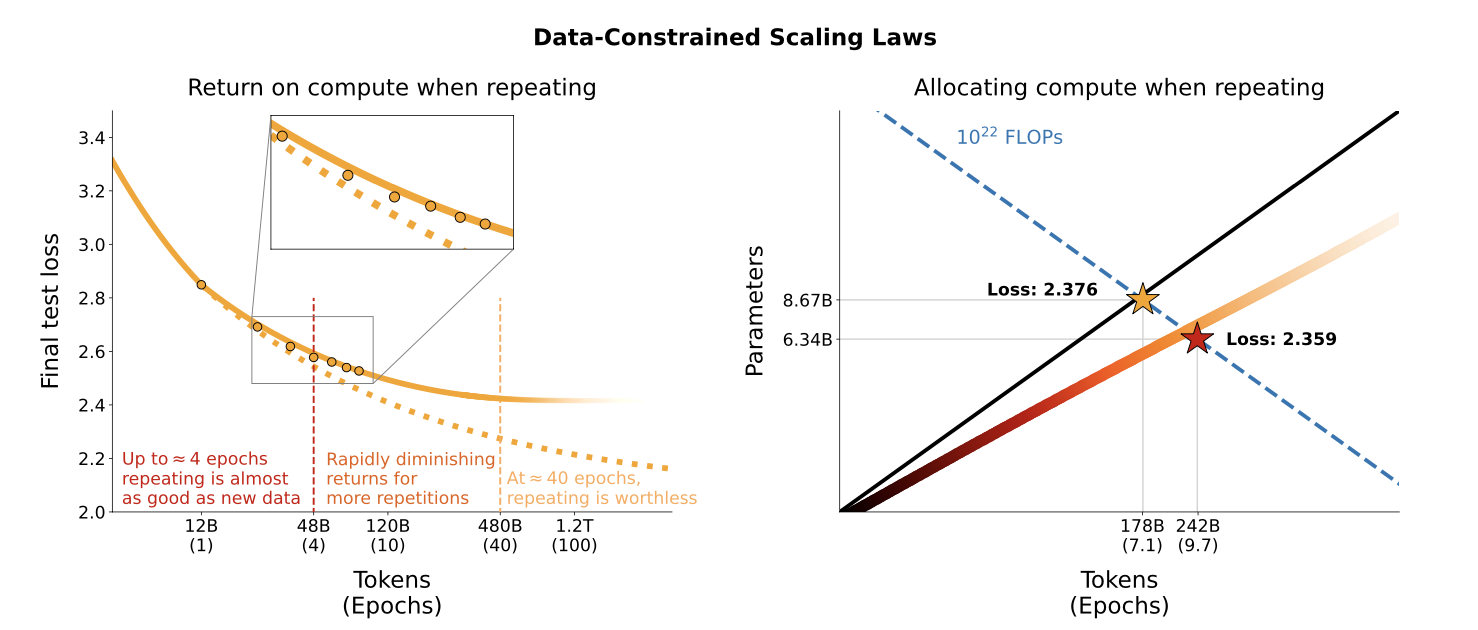 Data-Constrained Scaling Laws
Return on compute when repeating
Final test loss
3.4
3.2
3.0
2.8
2.6
2.4
2.2
2.0
Up to ≈ 4 epochs
repeating is almost
as good as new data
Rapidly diminishing
returns for
more repetitions
At ≈ 40 epochs,
repeating is worthless
12B
(1)
48B
(4)
120B
(10)
480B
(40)
1.2T
(100)
Tokens
(Epochs)
Allocating compute when repeating
Parameters
10²² FLOPs
Loss: 2.376
8.67B
6.34B
Loss: 2.359
178B
(7.1)
242B
(9.7)
Tokens
(Epochs)